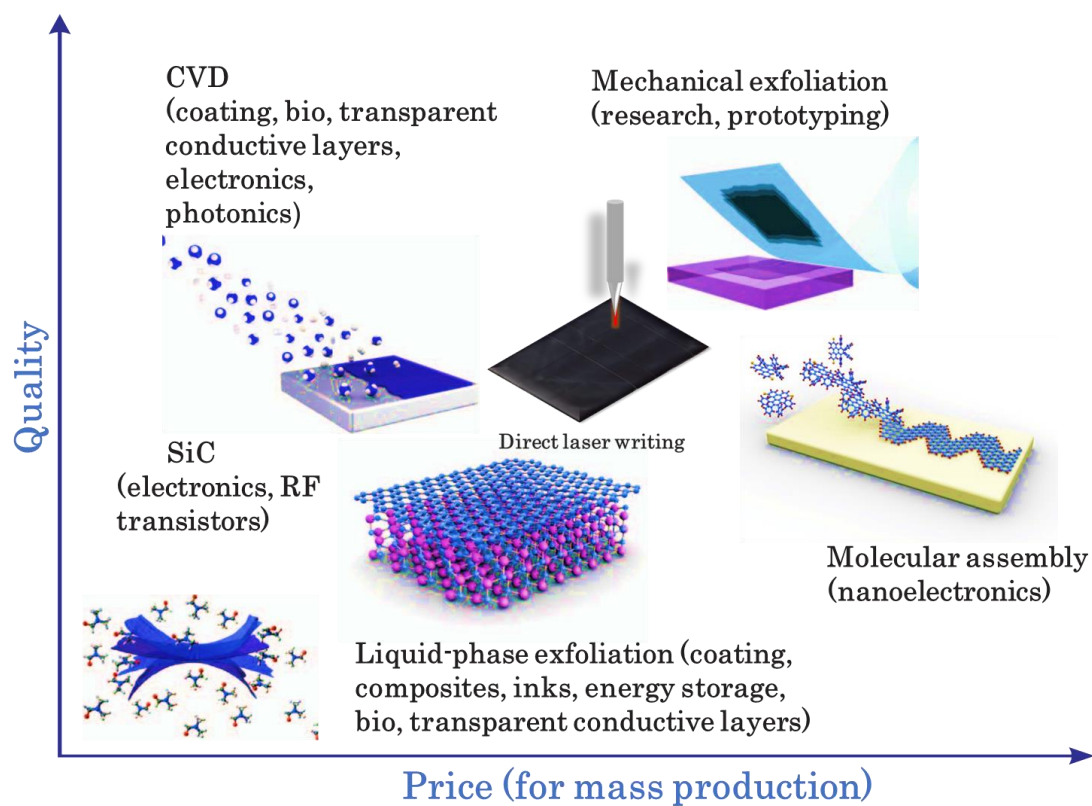 CVD
(coating, bio, transparent
conductive layers,
electronics,
photonics)
Mechanical exfoliation
(research, prototyping)
Quality
Direct laser writing
SiC
(electronics, RF
transistors)
Molecular assembly
(nanoelectronics)
Liquid-phase exfoliation (coating,
composites, inks, energy storage,
bio, transparent conductive layers)
Price (for mass production)